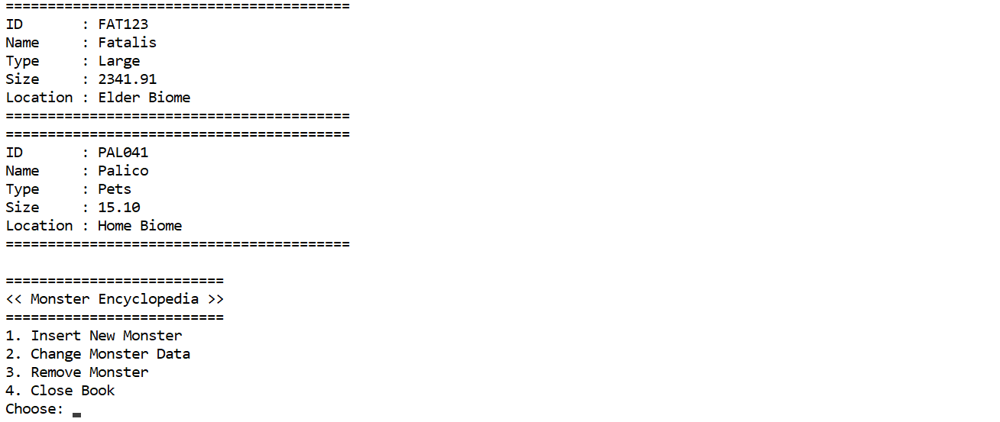 =========================================
ID       : FAT123
Name     : Fatalis
Type     : Large
Size     : 2341.91
Location : Elder Biome
=========================================
=========================================
ID       : PAL041
Name     : Palico
Type     : Pets
Size     : 15.10
Location : Home Biome
=========================================
==========================
<< Monster Encyclopedia >>
==========================
1. Insert New Monster
2. Change Monster Data
3. Remove Monster
4. Close Book
Choose: